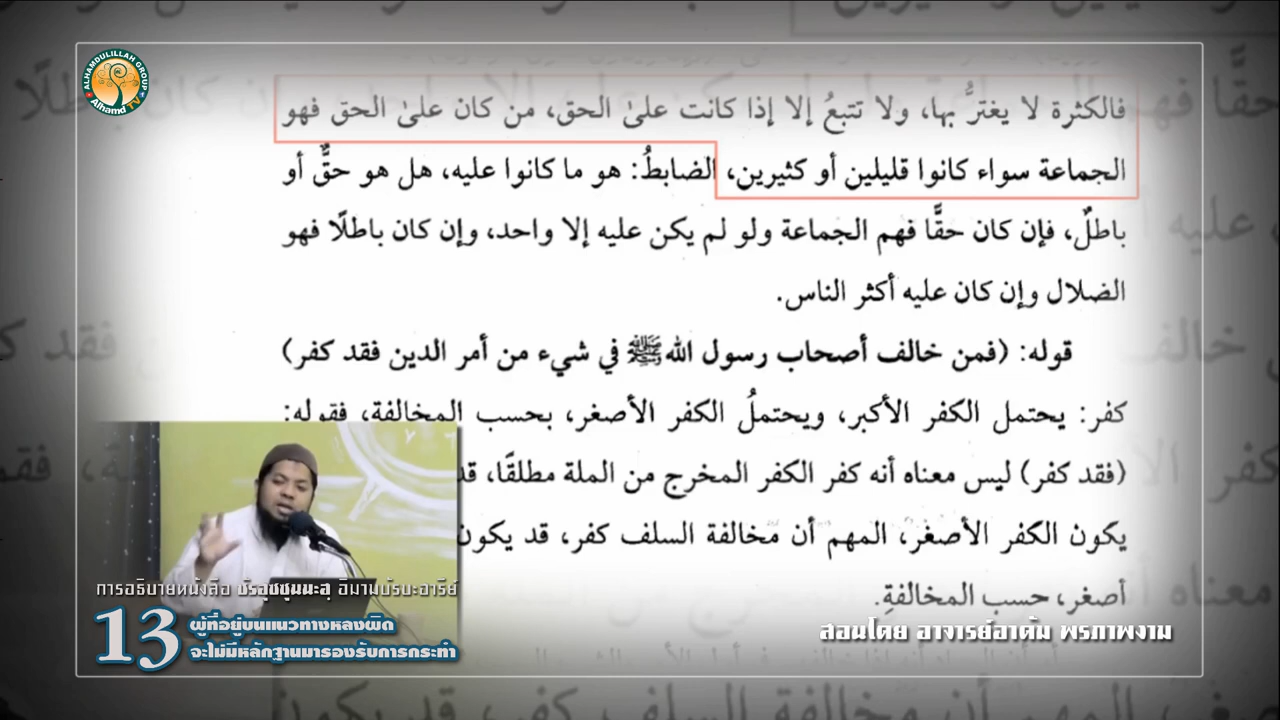 ALHAMDULILLAH GROUP
Alhamd TV
فالكثرة لا يغترُّ بها، ولا تتبعُ إلا إذا كانت علىٰ الحق، من كان علىٰ الحق فهو
الجماعة سواء كانوا قليلين أو كثيرين، الضابطُ: هو ما كانوا عليه، هل هو حقٌّ أو
باطلٌ، فإن كان حقًّا فهم الجماعة ولو لم يكن عليه إلا واحد، وإن كان باطلًا فهو
الضلال وإن كان عليه أكثر الناس.
قوله: (فمن خالف أصحاب رسول الله ﷺ في شيء من أمر الدين فقد كفر)
كفر: يحتمل الكفر الأكبر، ويحتملُ الكفر الأصغر، بحسب المخالفة، فقوله:
(فقد كفر) ليس معناه أنه كفر الكفر المخرج من الملة مطلقًا، قد
يكون الكفر الأصغر، المهم أن مخالفة السلف كفر، قد يكون
أصغر، حسب المخالفةِ.
การอธิบายหนังสือ ชัรฮุซซุนนะฮฺ อิมามบัรบะฮารีย์
13 ผู้ที่อยู่บนแนวทางหลงผิด
จะไม่มีหลักฐานมารองรับการกระทำ
สอนโดย อาจารย์อาดัม พรภาพงาม